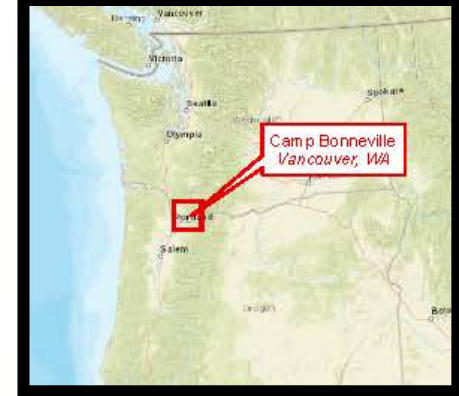 Vancouver
Victoria
Seattle
Spokane
Olympia
Camp Bonneville
Vancouver, WA
Portland
Salem
Oregon